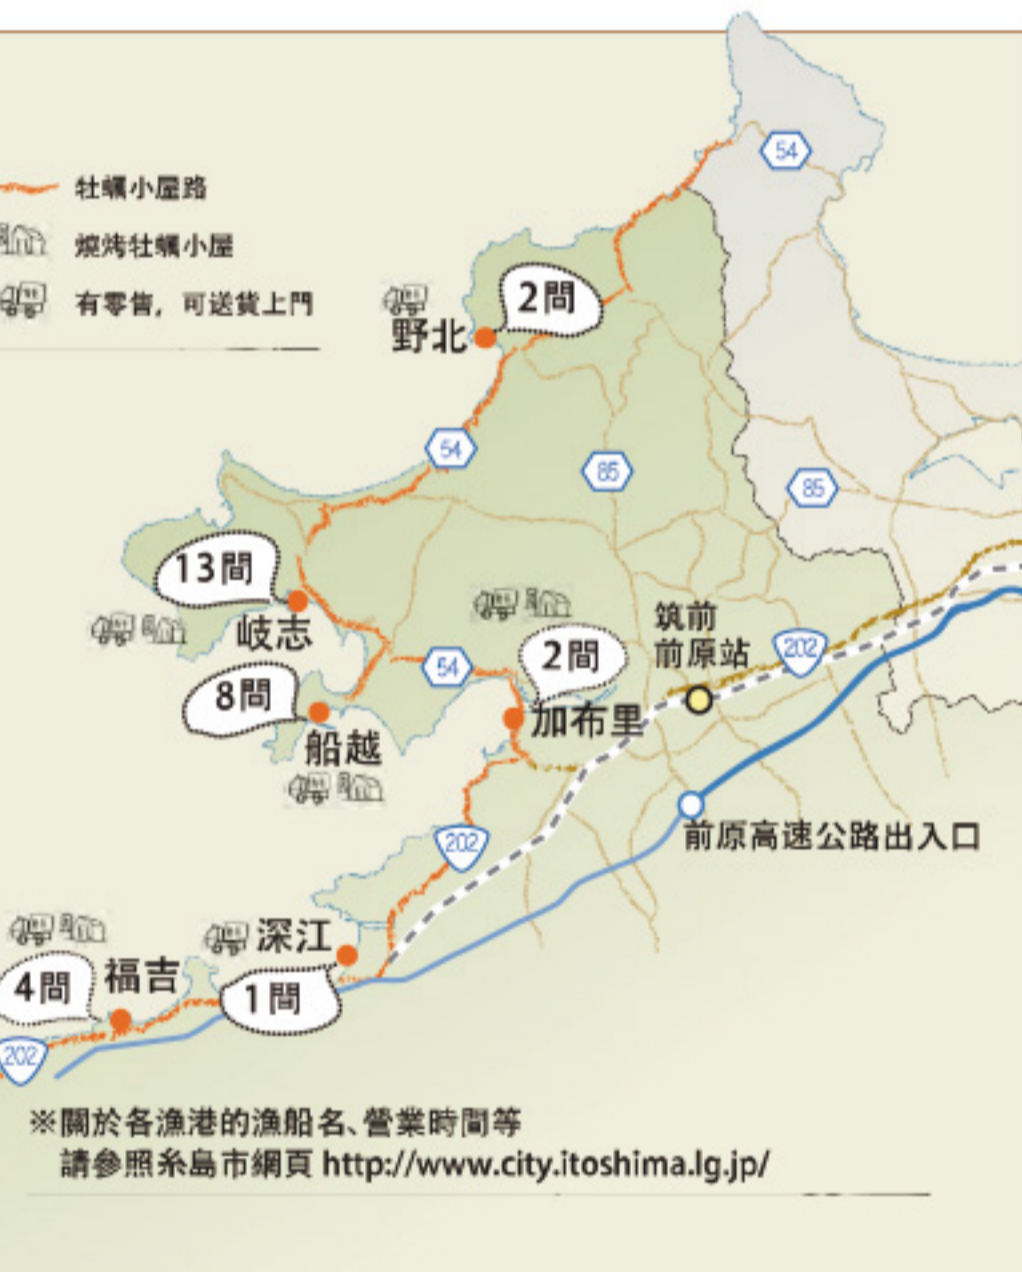 54
牡蠣小屋路
燒烤牡蠣小屋
有零售，可送貨上門
2間
野北
54
85
85
13間
岐志
筑前
前原站
202
2間
54
8間
加布里
船越
前原高速公路出入口
202
深江
福吉
4間
1間
202
※關於各漁港的漁船名、營業時間等
請參照糸島市網頁 http://www.city.itoshima.lg.jp/